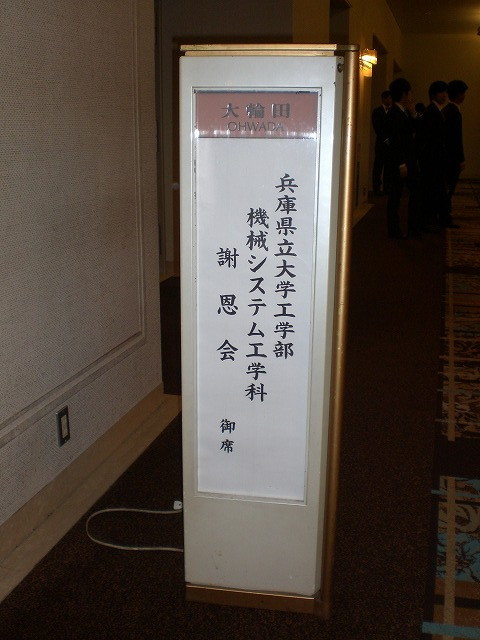 大輪田
OHWADA
兵庫県立大学工学部
機械システム工学科
謝恩会
御席